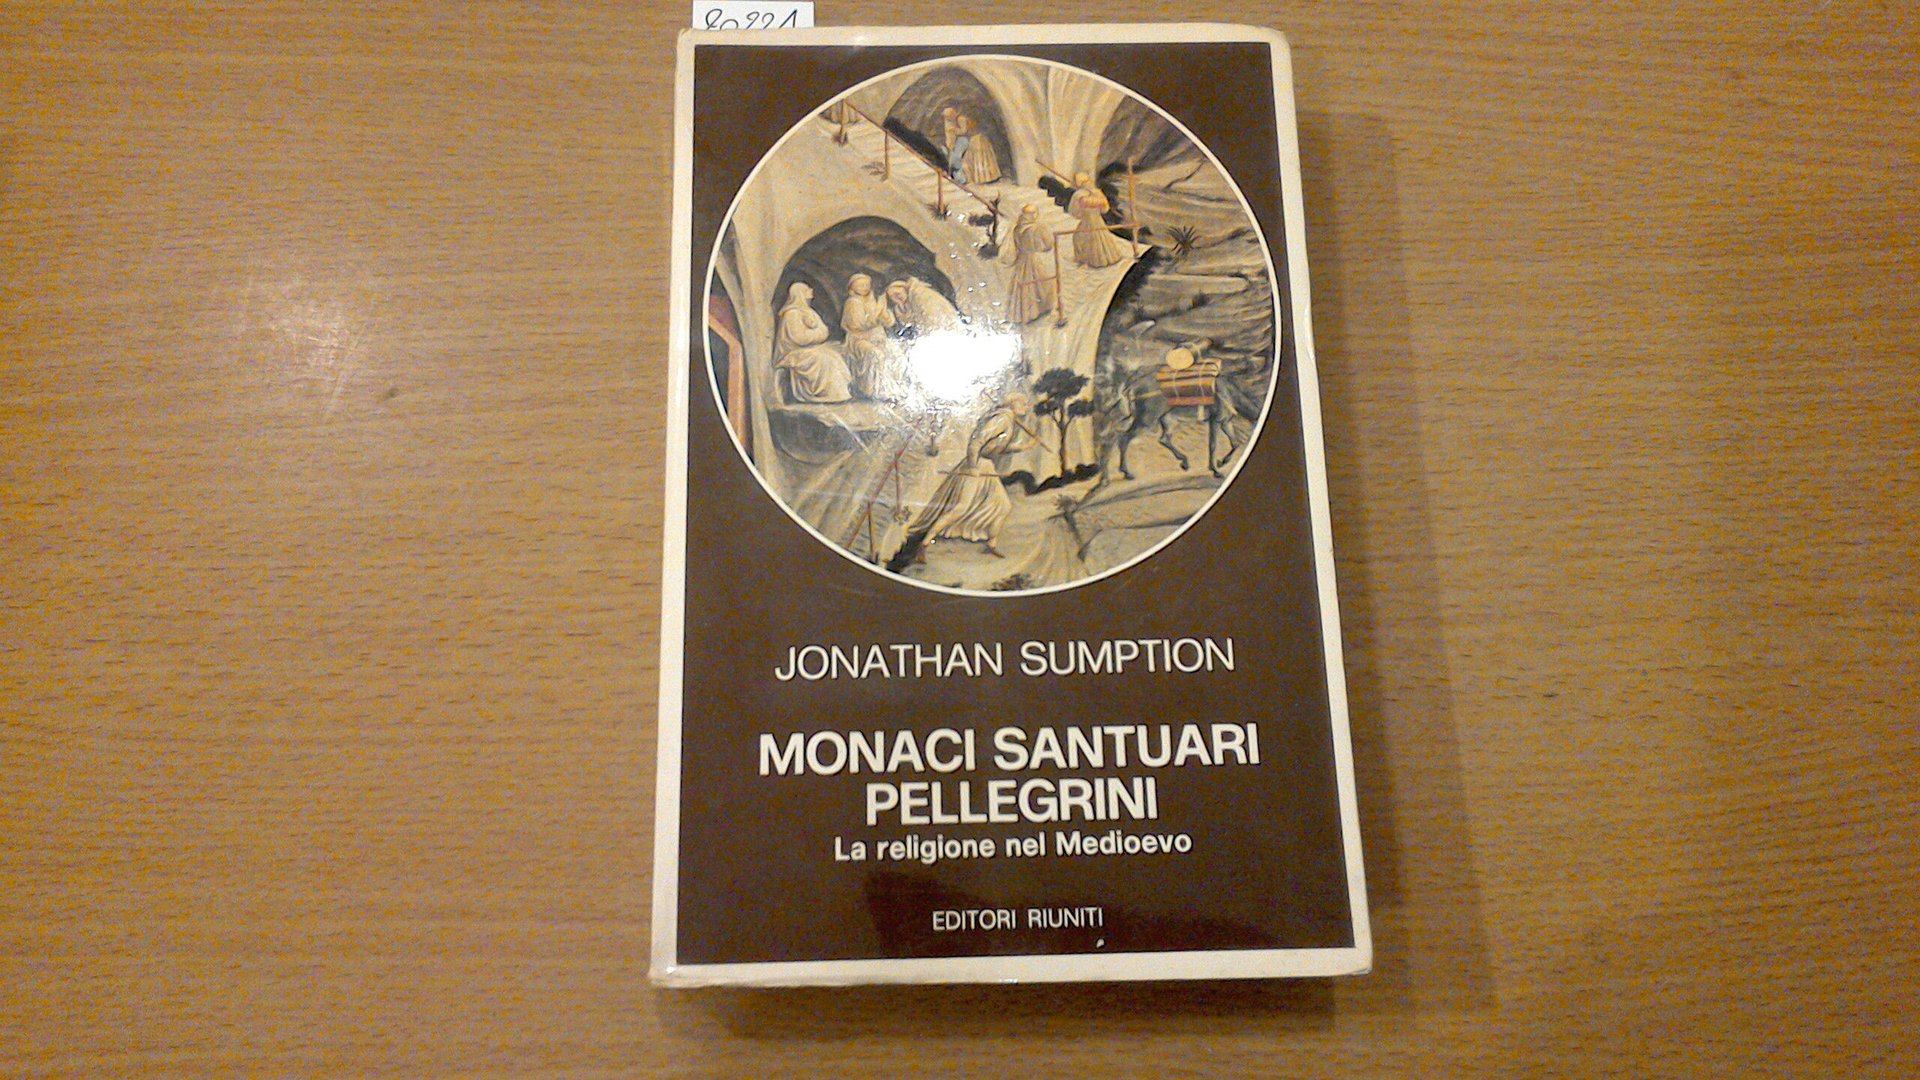 JONATHAN SUMPTION
MONACI SANTUARI
PELLEGRINI
La religione nel Medioevo
EDITORI RIUNITI